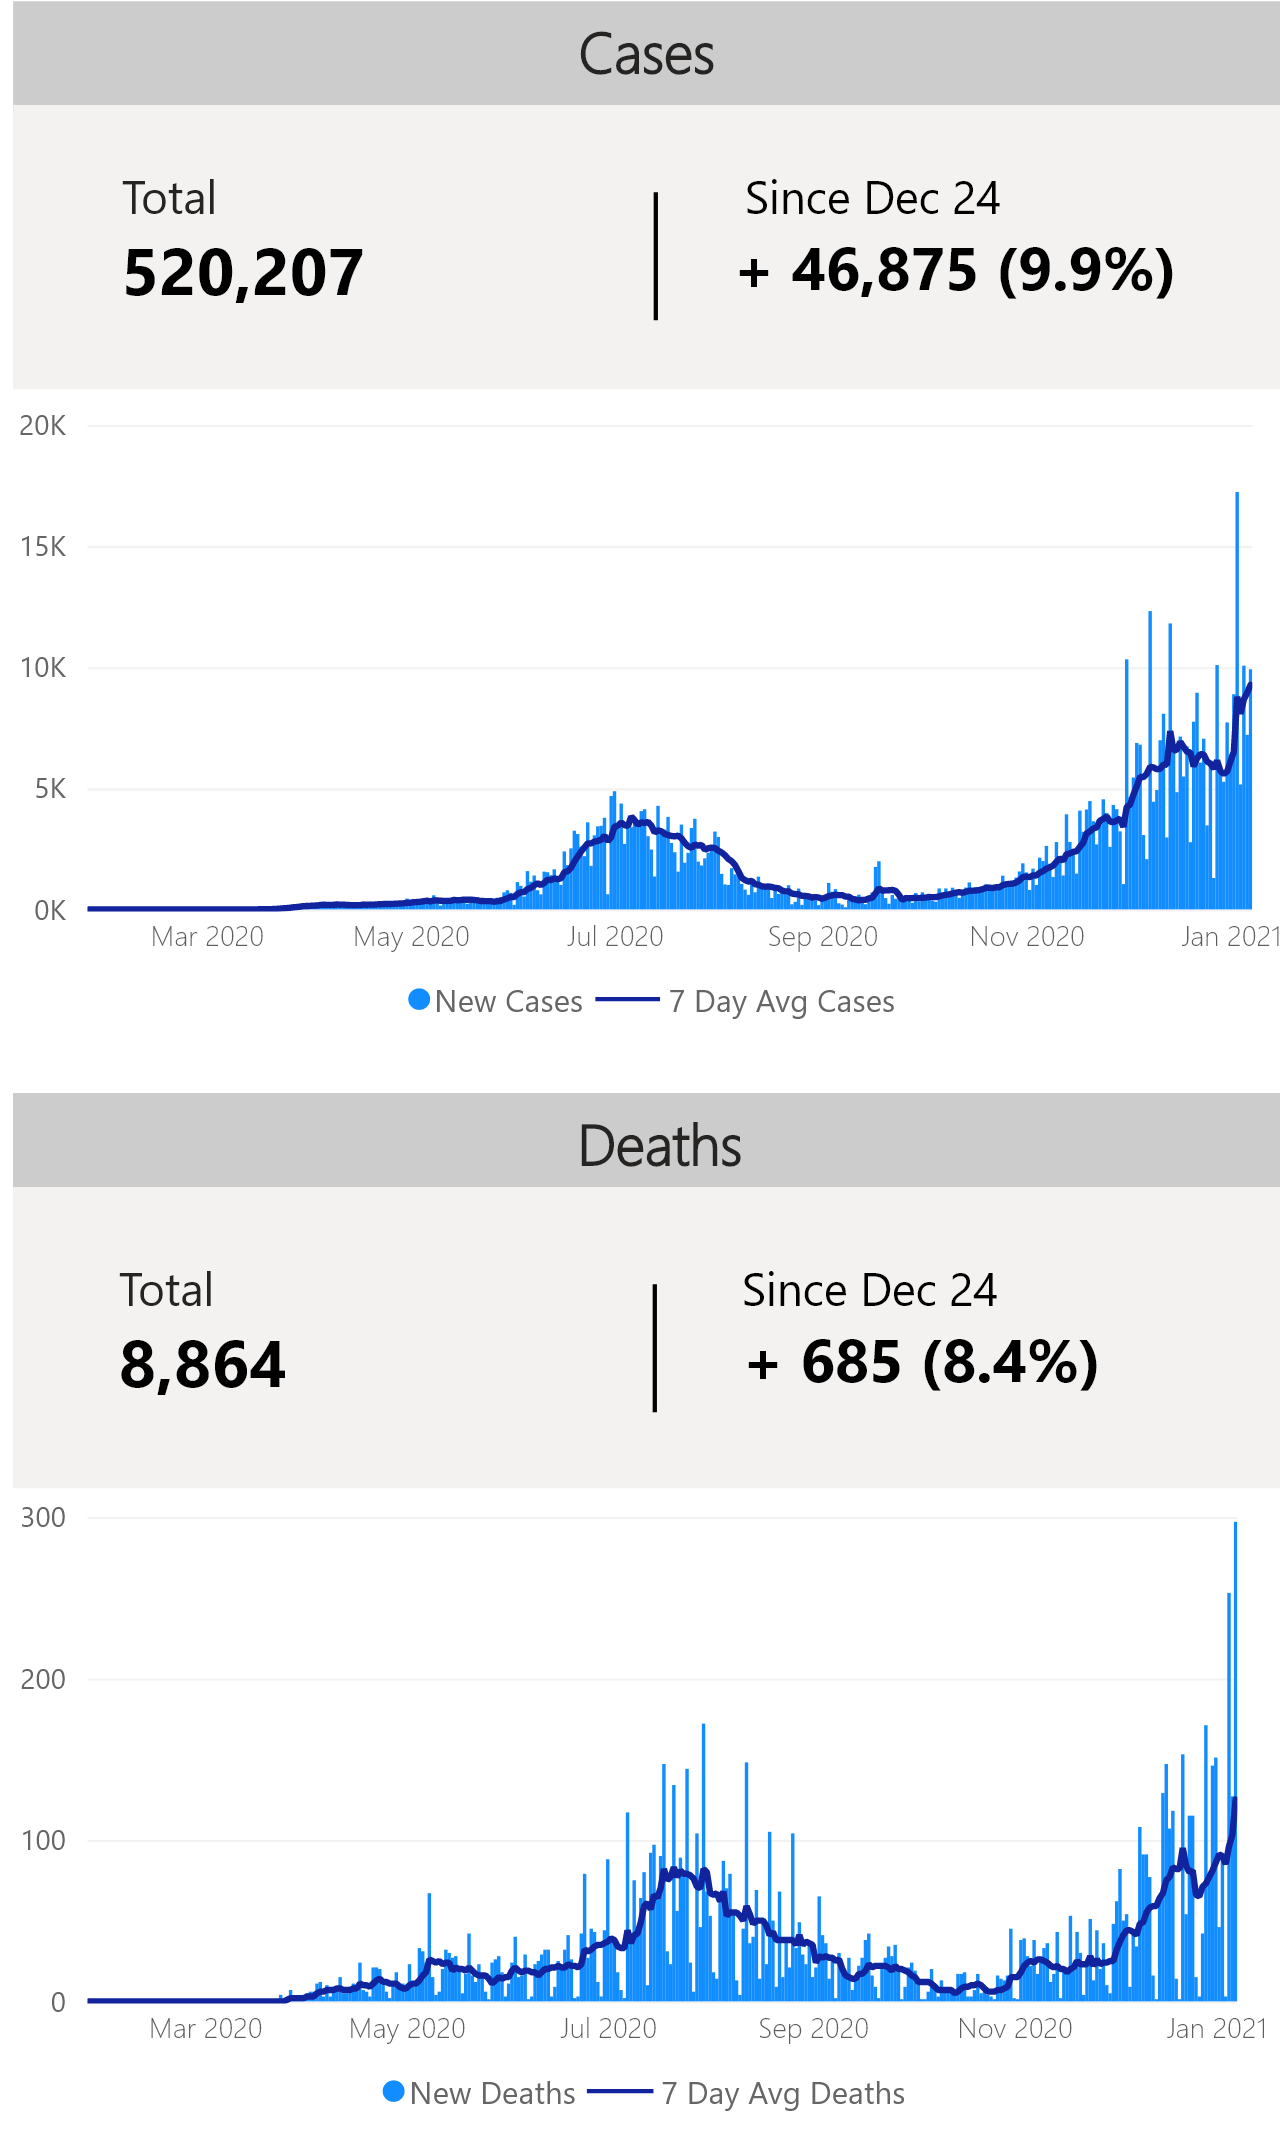 Cases
Total
Since Dec 24
520,207
+ 46,875 (9.9%)
20K
15K
10K
5K
0K
Mar 2020 May 2020 Jul 2020 Sep 2020 Nov 2020 Jan 2021
New Cases 7 Day Avg Cases
Deaths
Total
Since Dec 24
8,864
+ 685 (8.4%)
300
200
100
0
Mar 2020 May 2020 Jul 2020 Sep 2020 Nov 2020 Jan 2021
New Deaths 7 Day Avg Deaths